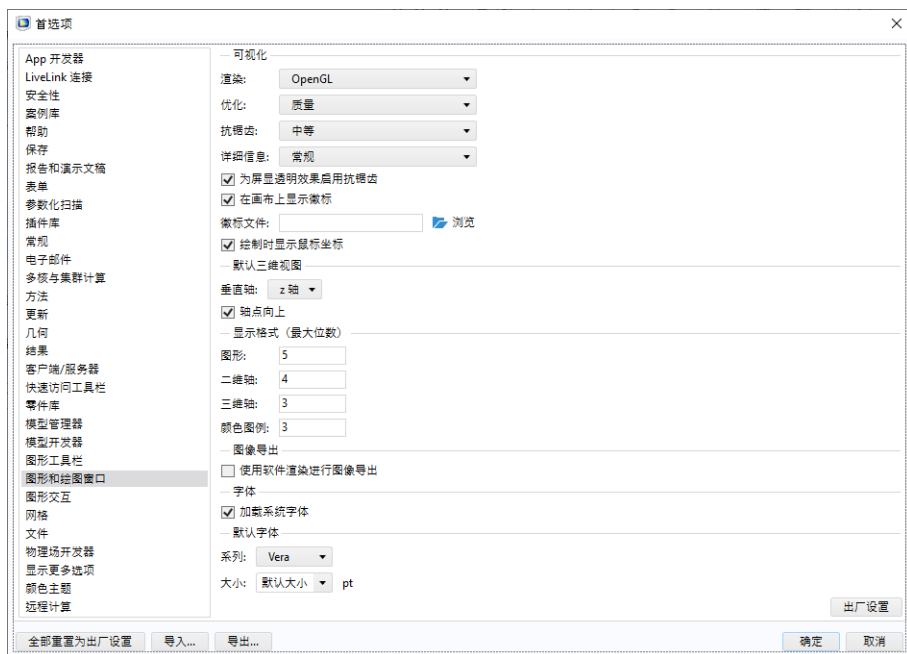 首选项
App 开发器
LiveLink 连接
安全性
案例库
帮助
保存
报告和演示文稿
表单
参数化扫描
插件库
常规
电子邮件
多核与集群计算
方法
更新
几何
结果
客户端/服务器
快速访问工具栏
零件库
模型管理器
模型开发器
图形工具栏
图形和绘图窗口
图形交互
网格
文件
物理场开发器
显示更多选项
颜色主题
远程计算
可视化
渲染: OpenGL
优化: 质量
抗锯齿: 中等
详细信息: 常规
为屏显透明效果启用抗锯齿
在画布上显示徽标
徽标文件: 浏览
绘制时显示鼠标坐标
默认三维视图
垂直轴: z 轴
轴点向上
显示格式（最大位数）
图形: 5
二维轴: 4
三维轴: 3
颜色图例: 3
图像导出
使用软件渲染进行图像导出
字体
加载系统字体
默认字体
系列: Vera
大小: 默认大小 pt
出厂设置
全部重置为出厂设置 导入... 导出... 确定 取消